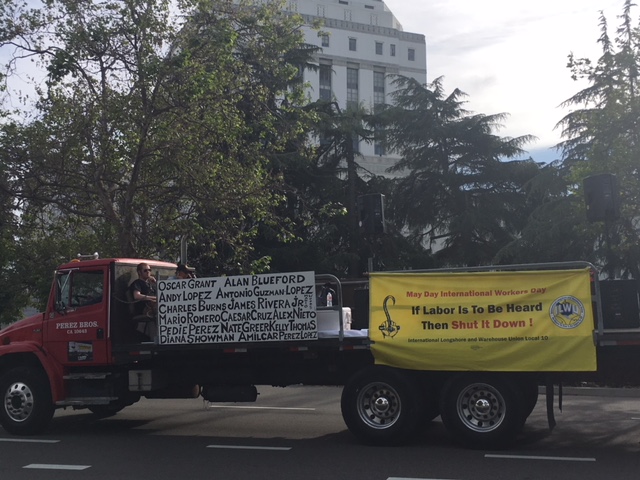 PEREZ BROS.
OSCAR GRANT ALAN BLUEFORD
ANDY LOPEZ ANTONIO GUZMAN LOPEZ
CHARLES BURNS JAMES RIVERA JR.
MARIO ROMERO CAESAR CRUZ ALEX NIETO
PEDIE PEREZ NATE GREER KELLY THOMAS
DIANA SHOWMAN AMILCAR PEREZ LOPEZ
May Day International Workers Day
If Labor Is To Be Heard
Then Shut It Down !
International Longshore and Warehouse Union Local 10